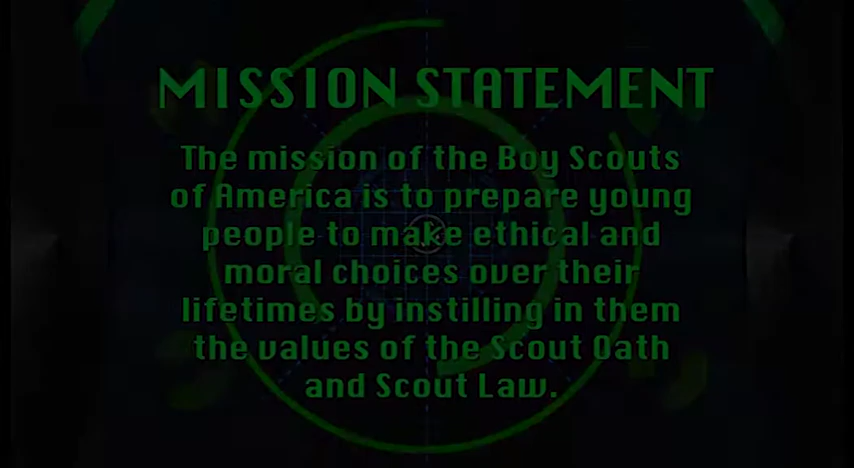 MISSION STATEMENT
The mission of the Boy Scouts
of America is to prepare young
people to make ethical and
moral choices over their
lifetimes by instilling in them
the values of the Scout Oath
and Scout Law.